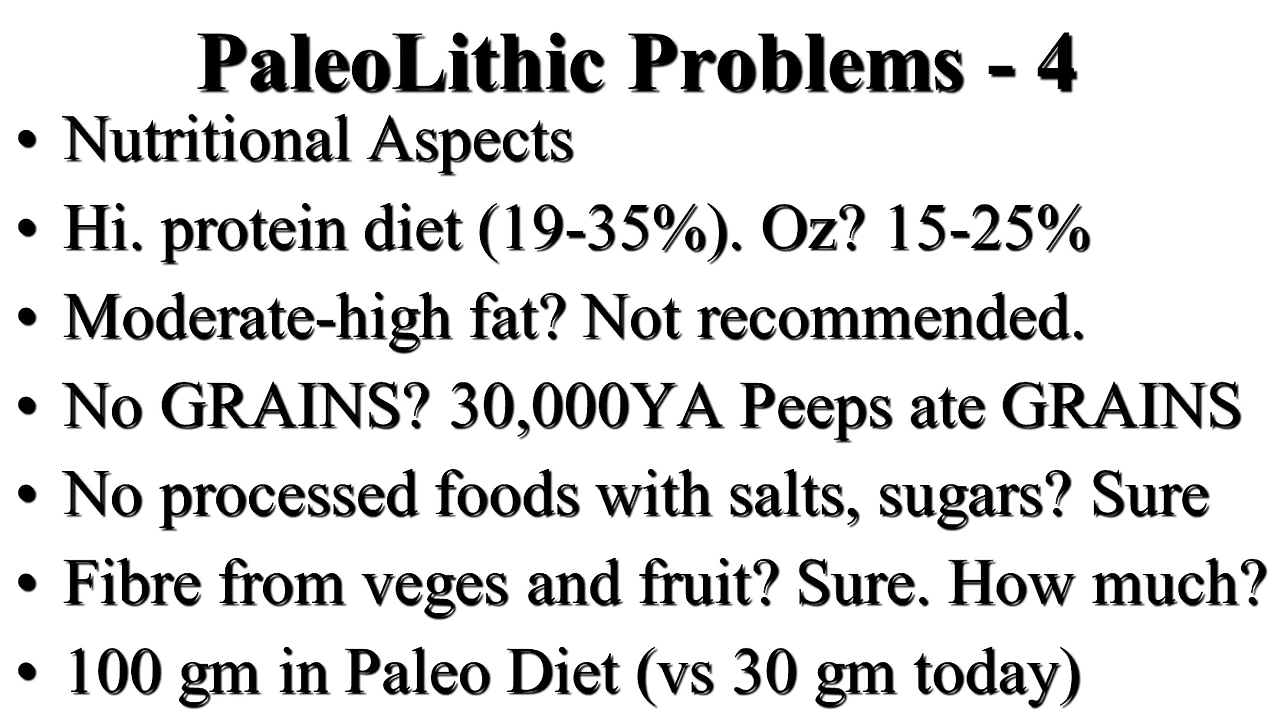 PaleoLithic Problems - 4
• Nutritional Aspects
• Hi. protein diet (19-35%). Oz? 15-25%
• Moderate-high fat? Not recommended.
• No GRAINS? 30,000YA Peeps ate GRAINS
• No processed foods with salts, sugars? Sure
• Fibre from veges and fruit? Sure. How much?
• 100 gm in Paleo Diet (vs 30 gm today)